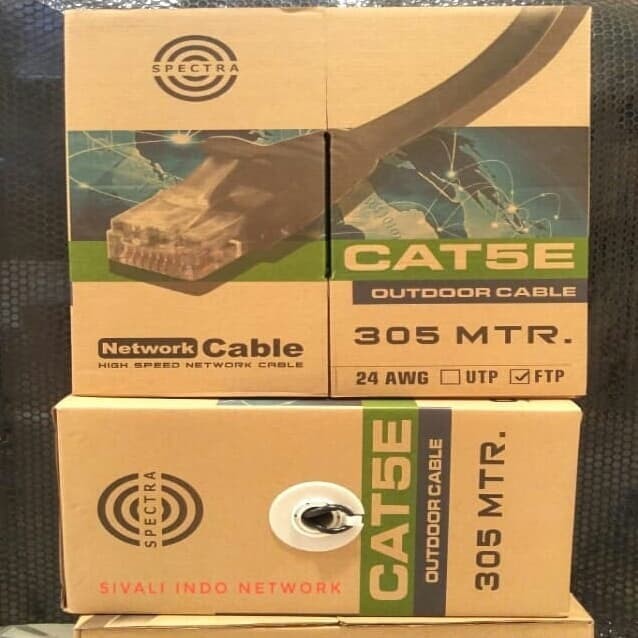 SPECTRA
CAT5E
OUTDOOR CABLE
Network Cable
HIGH SPEED NETWORK CABLE
305 MTR.
24 AWG UTP FTP
SPECTRA
CAT5E
OUTDOOR CABLE
305 MTR.
SIVALI INDO NETWORK